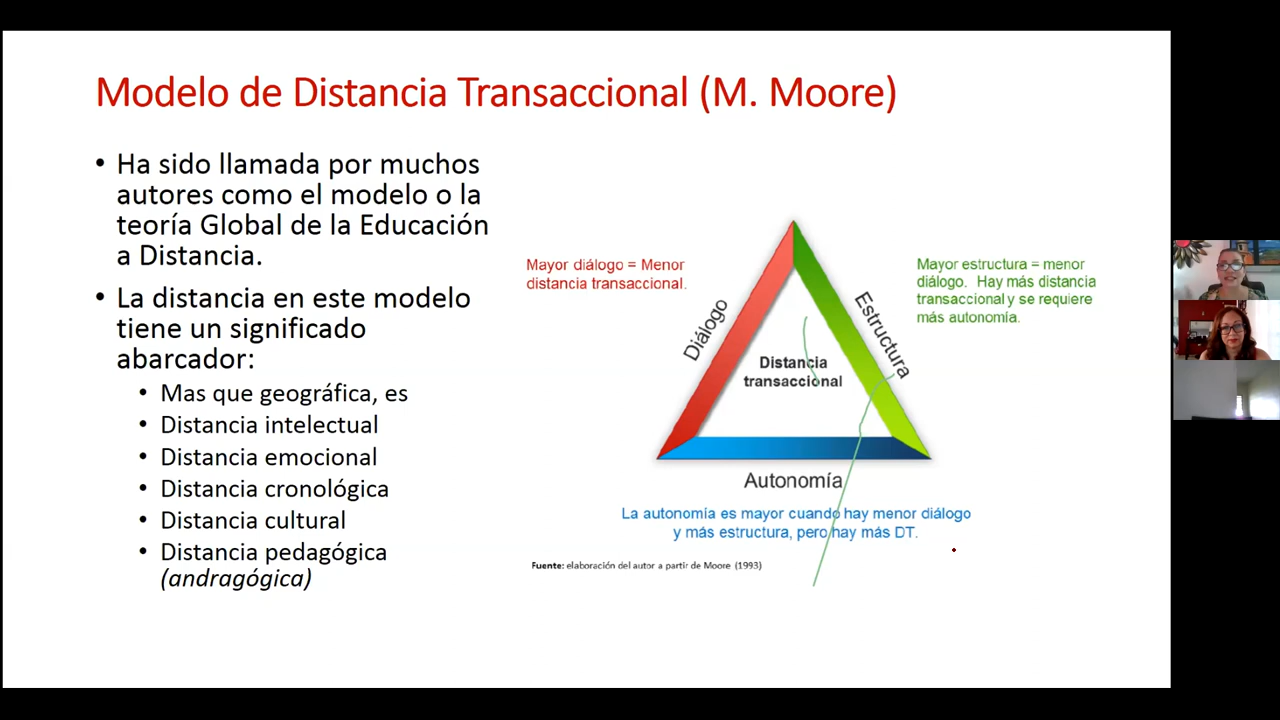 Modelo de Distancia Transaccional (M. Moore)
• Ha sido llamada por muchos
autores como el modelo o la
teoría Global de la Educación
a Distancia.
• La distancia en este modelo
tiene un significado
abarcador:
• Mas que geográfica, es
• Distancia intelectual
• Distancia emocional
• Distancia cronológica
• Distancia cultural
• Distancia pedagógica
(andragógica)
Mayor diálogo = Menor
distancia transaccional.
Diálogo
Distancia
transaccional
Estructura
Mayor estructura = menor
diálogo. Hay más distancia
transaccional y se requiere
más autonomía.
Autonomía
La autonomía es mayor cuando hay menor diálogo
y más estructura, pero hay más DT.
Fuente: elaboración del autor a partir de Moore (1993)